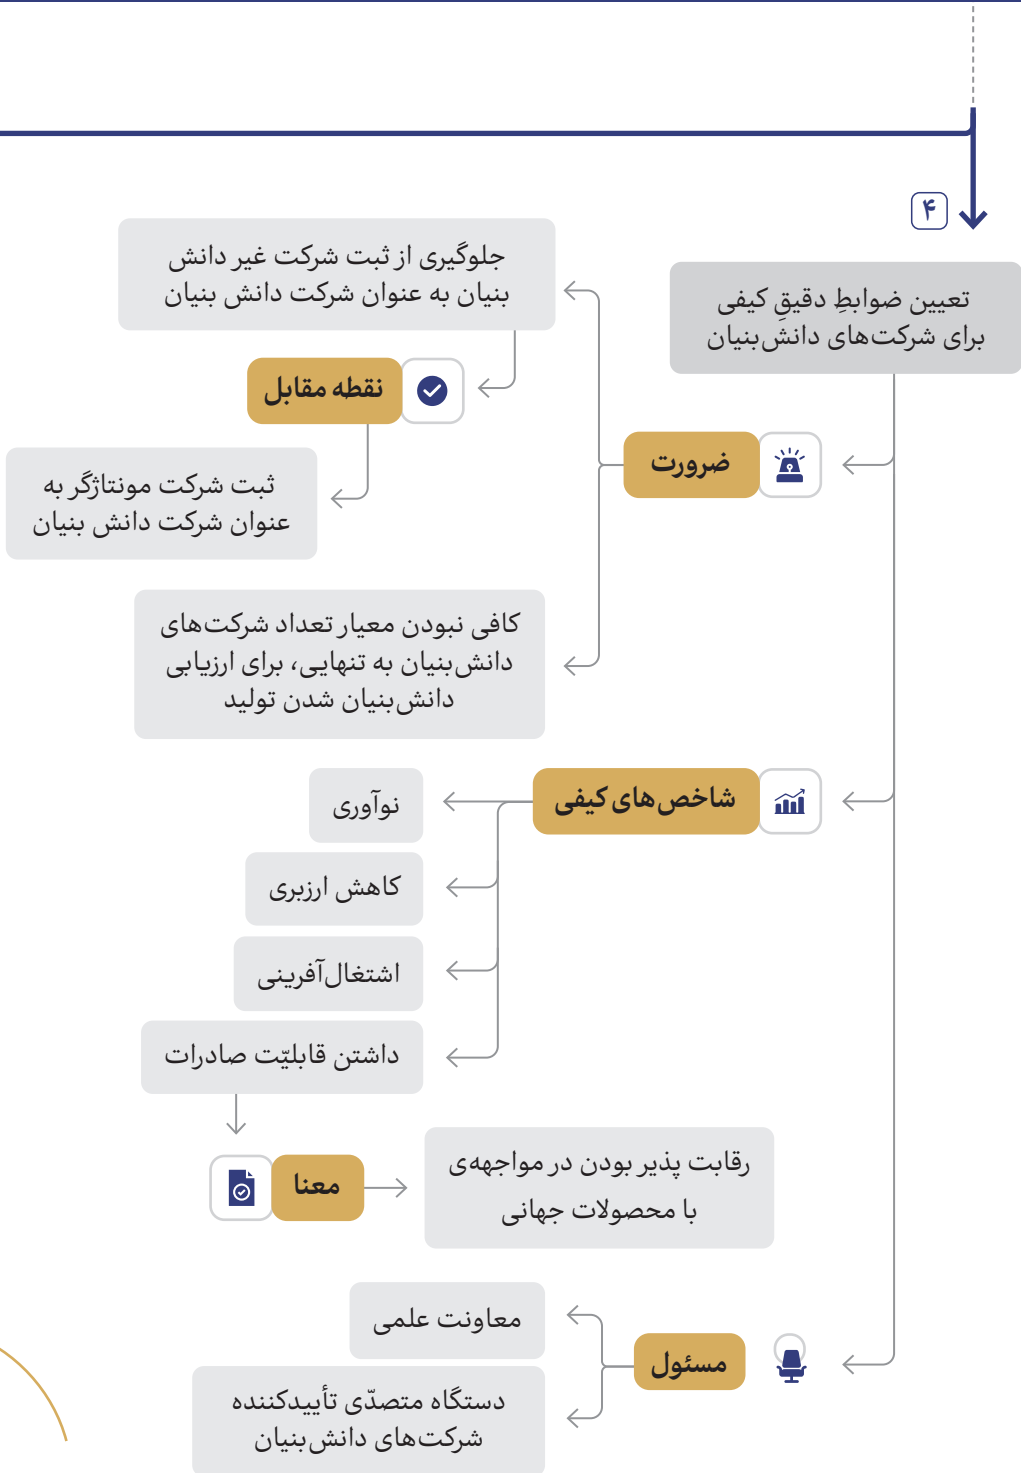 ۴
تعیین ضوابطِ دقیقِ کیفی
برای شرکت‌های دانش‌بنیان
ضرورت
جلوگیری از ثبت شرکت غیر دانش
بنیان به عنوان شرکت دانش بنیان
نقطه مقابل
ثبت شرکت مونتاژگر به
عنوان شرکت دانش بنیان
کافی نبودن معیار تعداد شرکت‌های
دانش‌بنیان به تنهایی، برای ارزیابی
دانش‌بنیان شدن تولید
شاخص‌های کیفی
نوآوری
کاهش ارزبری
اشتغال‌آفرینی
داشتن قابلیّت صادرات
معنا
رقابت پذیر بودن در مواجهه‌ی
با محصولات جهانی
مسئول
معاونت علمی
دستگاه متصدّی تأییدکننده
شرکت‌های دانش‌بنیان